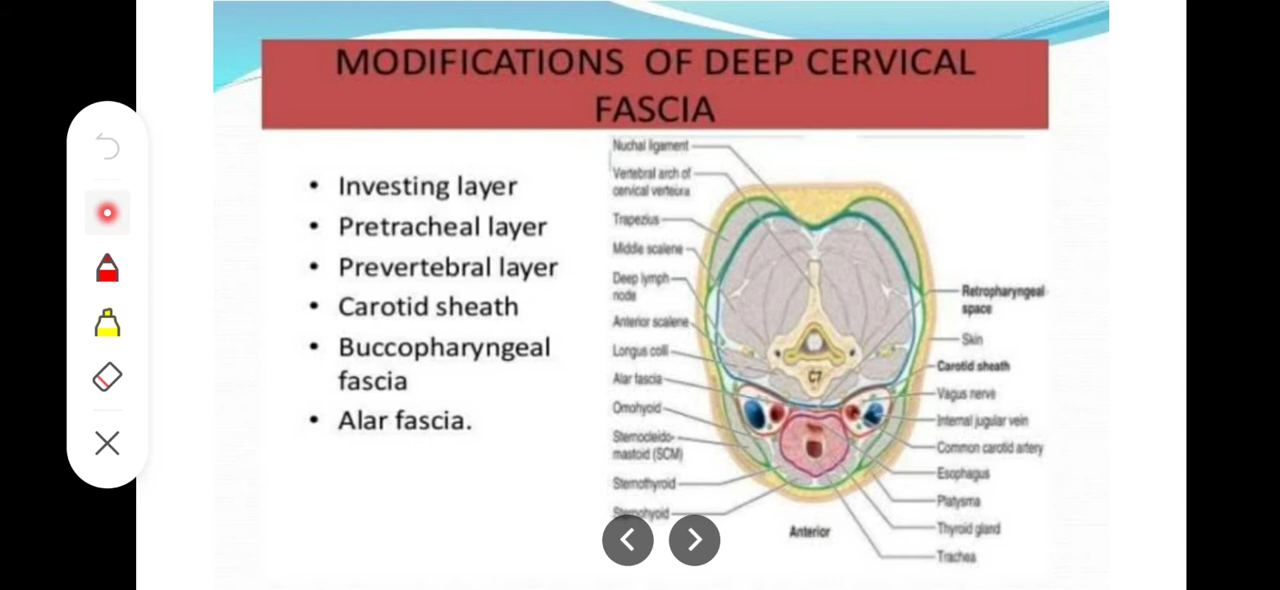 MODIFICATIONS OF DEEP CERVICAL
FASCIA
• Investing layer
• Pretracheal layer
• Prevertebral layer
• Carotid sheath
• Buccopharyngeal
fascia
• Alar fascia.
Nuchal ligament
Vertebral arch of
cervical vertebra
Trapezius
Middle scalene
Deep lymph
node
Anterior scalene
Longus colli
Alar fascia
Omohyoid
Sternocleido-
mastoid (SCM)
Sternothyroid
Sternohyoid
C7
Retropharyngeal
space
Skin
Carotid sheath
Vagus nerve
Internal jugular vein
Common carotid artery
Esophagus
Platysma
Thyroid gland
Trachea
Anterior